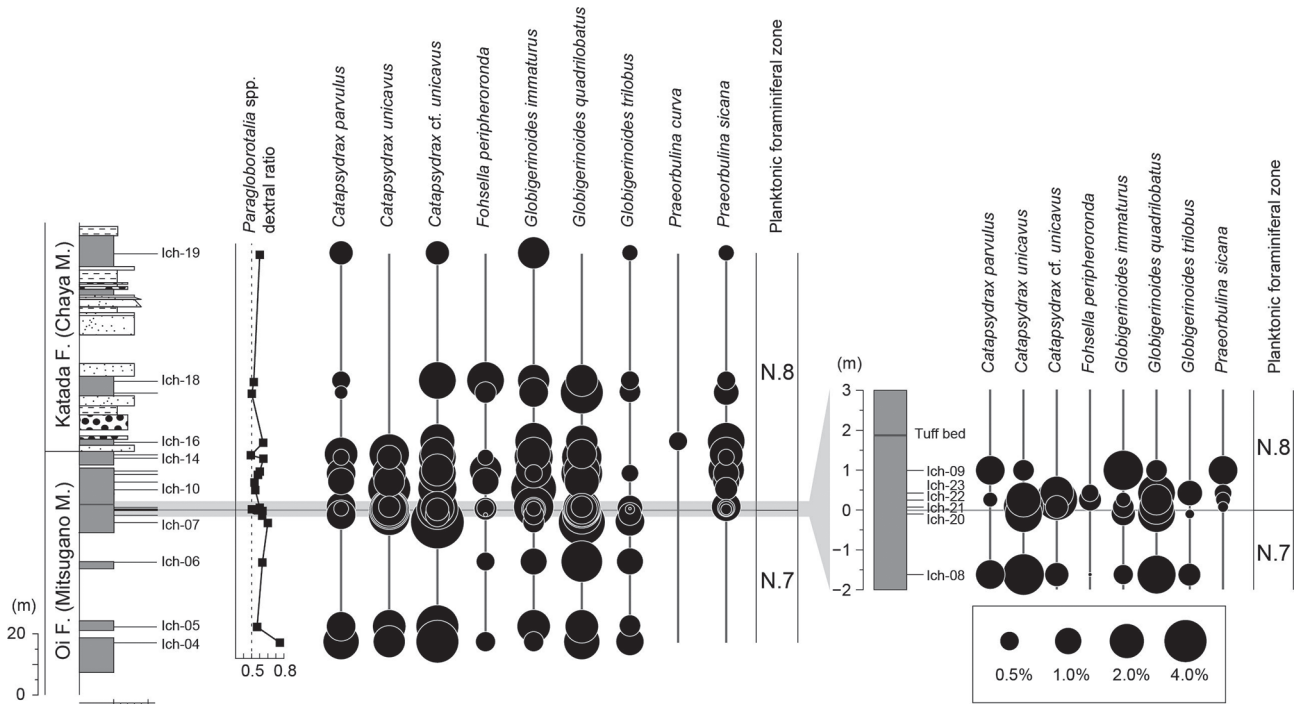 Paragloborotalia spp.
dextral ratio
Catapsydrax parvulus
Catapsydrax unicavus
Catapsydrax cf. unicavus
Fohsella peripheroronda
Globigerinoides immaturus
Globigerinoides quadrilobatus
Globigerinoides trilobus
Praeorbulina curva
Praeorbulina sicana
Planktonic foraminiferal zone
Katada F. (Chaya M.)
Oi F. (Mitsugano M.)
Ich-19
Ich-18
Ich-16
Ich-14
Ich-10
Ich-07
Ich-06
Ich-05
Ich-04
(m)
20
0
0.5 0.8
N.8
N.7
Catapsydrax parvulus
Catapsydrax unicavus
Catapsydrax cf. unicavus
Fohsella peripheroronda
Globigerinoides immaturus
Globigerinoides quadrilobatus
Globigerinoides trilobus
Praeorbulina sicana
Planktonic foraminiferal zone
(m)
3
2
1
0
−1
−2
Tuff bed
Ich-09
Ich-23
Ich-22
Ich-21
Ich-20
Ich-08
N.8
N.7
0.5% 1.0% 2.0% 4.0%